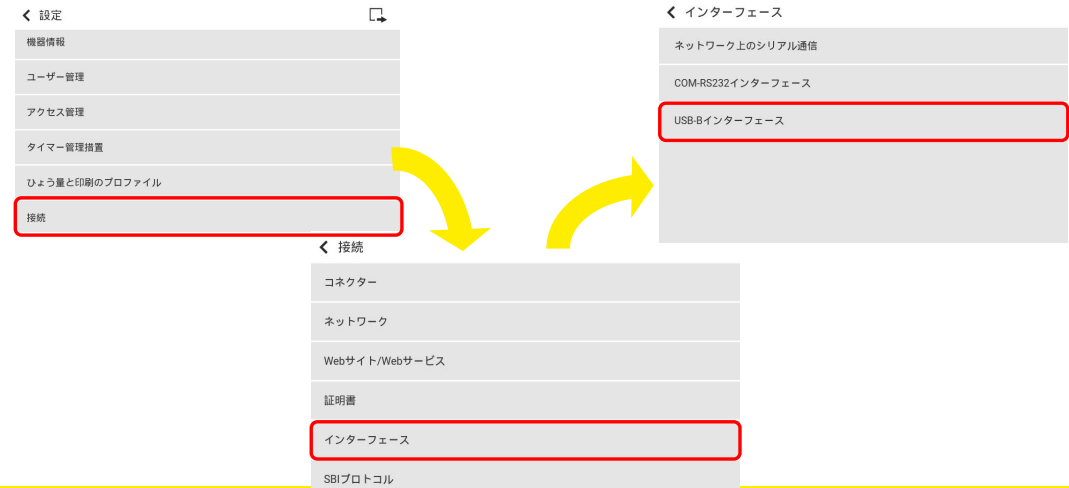 設定
機器情報
ユーザー管理
アクセス管理
タイマー管理措置
ひょう量と印刷のプロファイル
接続
接続
コネクター
ネットワーク
Webサイト/Webサービス
証明書
インターフェース
SBIプロトコル
インターフェース
ネットワーク上のシリアル通信
COM-RS232インターフェース
USB-Bインターフェース